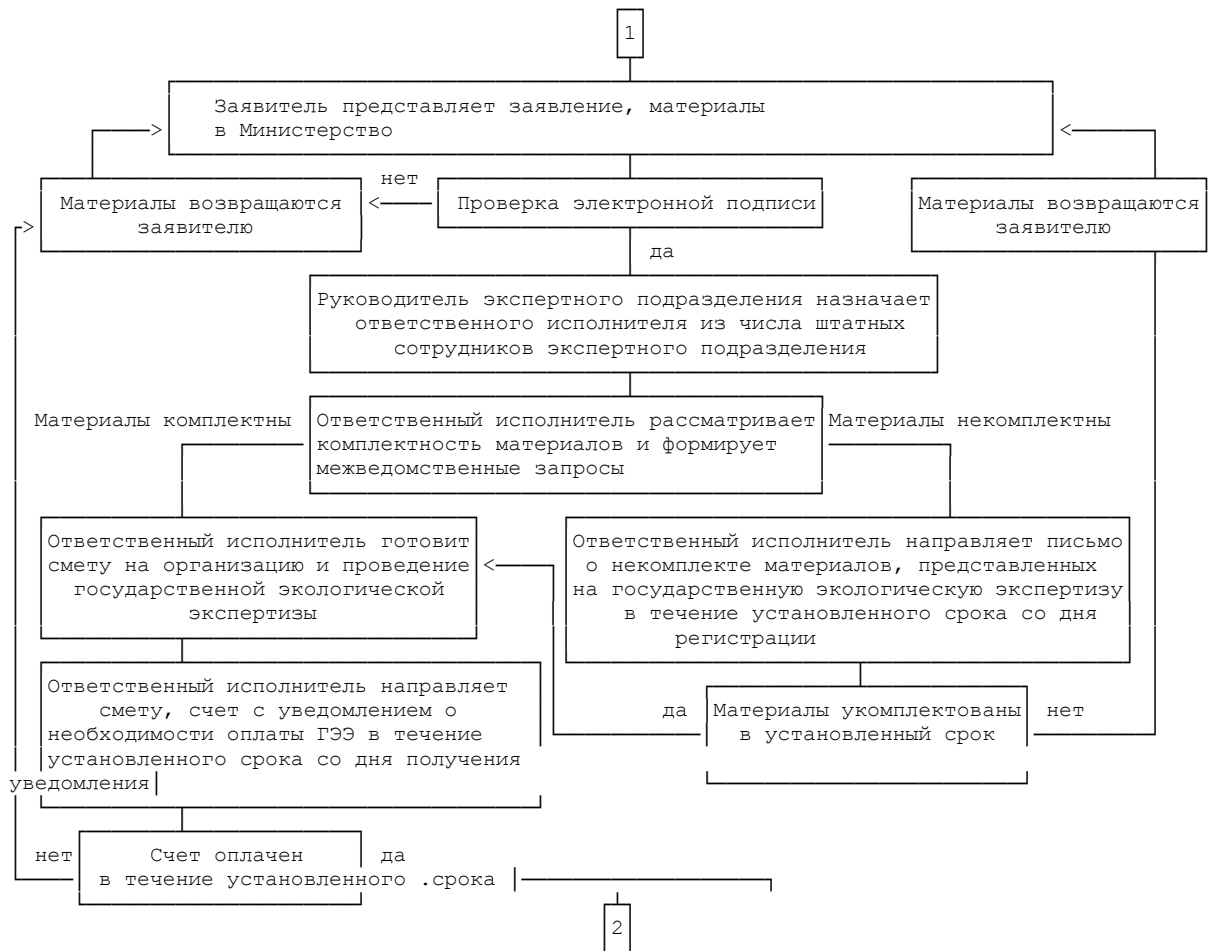 1
Заявитель представляет заявление, материалы
в Министерство
нет
Материалы возвращаются
заявителю
Проверка электронной подписи
Материалы возвращаются
заявителю
да
Руководитель экспертного подразделения назначает
ответственного исполнителя из числа штатных
сотрудников экспертного подразделения
Материалы комплектны
Ответственный исполнитель рассматривает
комплектность материалов и формирует
межведомственные запросы
Материалы некомплектны
Ответственный исполнитель готовит
смету на организацию и проведение
государственной экологической
экспертизы
Ответственный исполнитель направляет письмо
о некомплекте материалов, представленных
на государственную экологическую экспертизу
в течение установленного срока со дня
регистрации
Ответственный исполнитель направляет
смету, счет с уведомлением о
необходимости оплаты ГЭЭ в течение
установленного срока со дня получения
уведомления
да
Материалы укомплектованы
в установленный срок
нет
нет
Счет оплачен
в течение установленного .срока
да
2